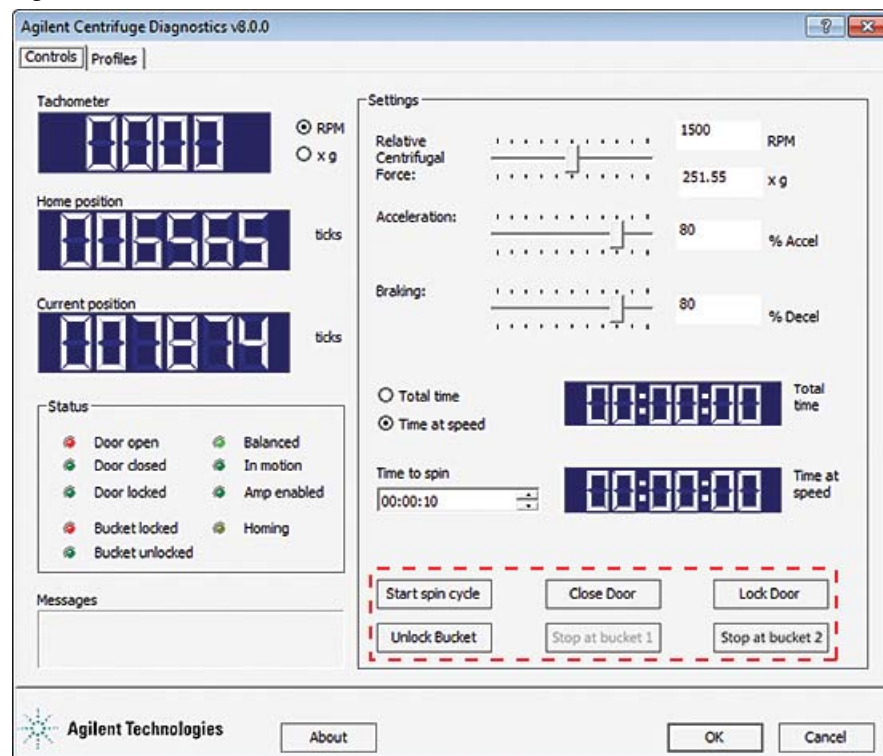 Agilent Centrifuge Diagnostics v8.0.0
Controls
Profiles
Tachometer
0000
RPM
x g
Home position
006565
ticks
Current position
007874
ticks
Status
Door open
Door closed
Door locked
Bucket locked
Bucket unlocked
Balanced
In motion
Amp enabled
Homing
Messages
Settings
Relative
Centrifugal
Force:
1500
RPM
251.55
x g
Acceleration:
80
% Accel
Braking:
80
% Decel
Total time
Time at speed
00:00:00
Total
time
Time to spin
00:00:10
00:00:00
Time at
speed
Start spin cycle
Close Door
Lock Door
Unlock Bucket
Stop at bucket 1
Stop at bucket 2
Agilent Technologies
About
OK
Cancel